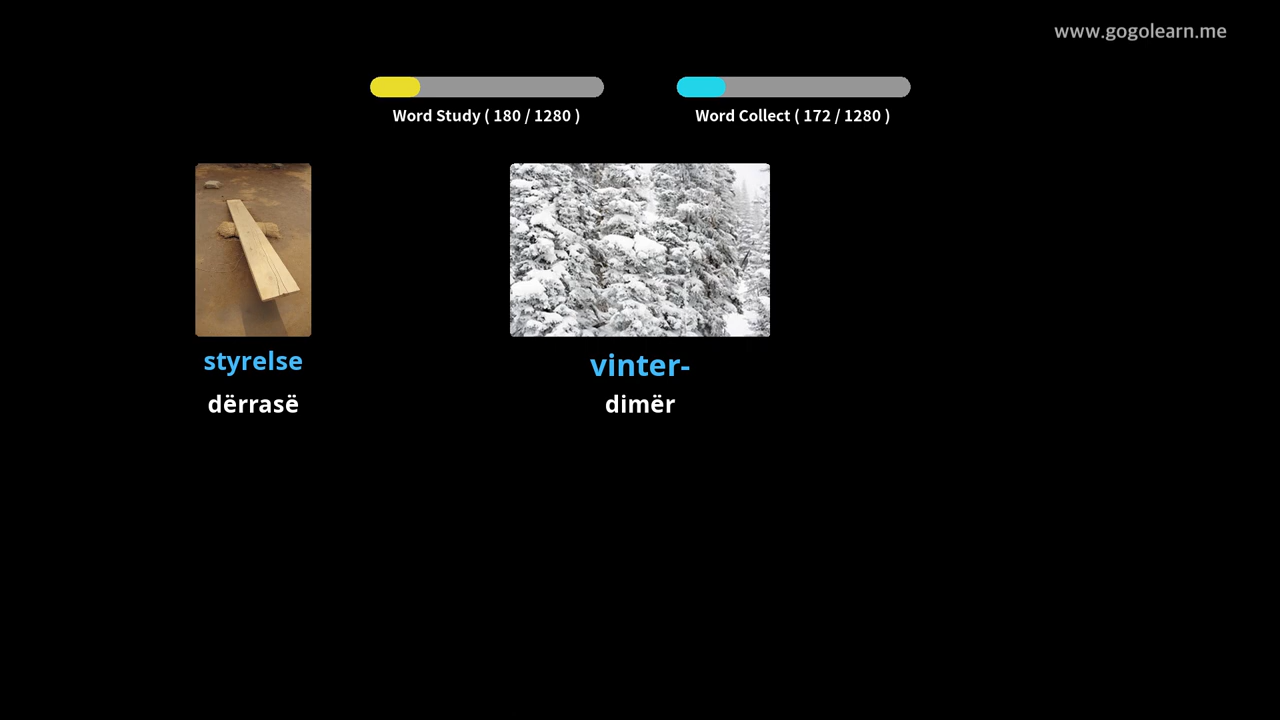 www.gogolearn.me
Word Study ( 180 / 1280 )
Word Collect ( 172 / 1280 )
styrelse
vinter-
dërrasë
dimër